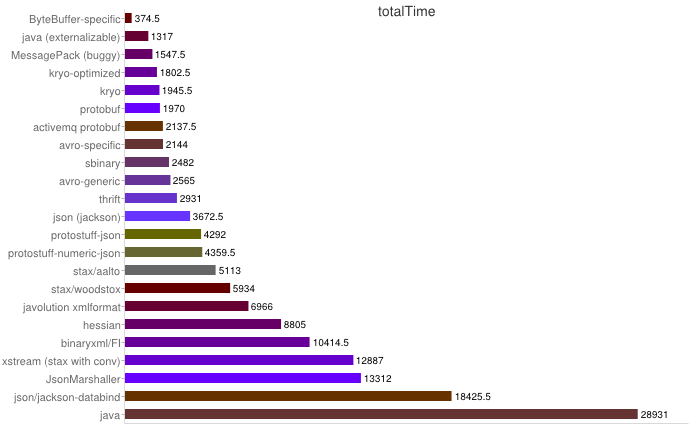 totalTime
ByteBuffer-specific 374.5
java (externalizable) 1317
MessagePack (buggy) 1547.5
kryo-optimized 1802.5
kryo 1945.5
protobuf 1970
activemq protobuf 2137.5
avro-specific 2144
sbinary 2482
avro-generic 2565
thrift 2931
json (jackson) 3672.5
protostuff-json 4292
protostuff-numeric-json 4359.5
stax/aalto 5113
stax/woodstox 5934
javolution xmlformat 6966
hessian 8805
binaryxml/FI 10414.5
xstream (stax with conv) 12887
JsonMarshaller 13312
json/jackson-databind 18425.5
java 28931